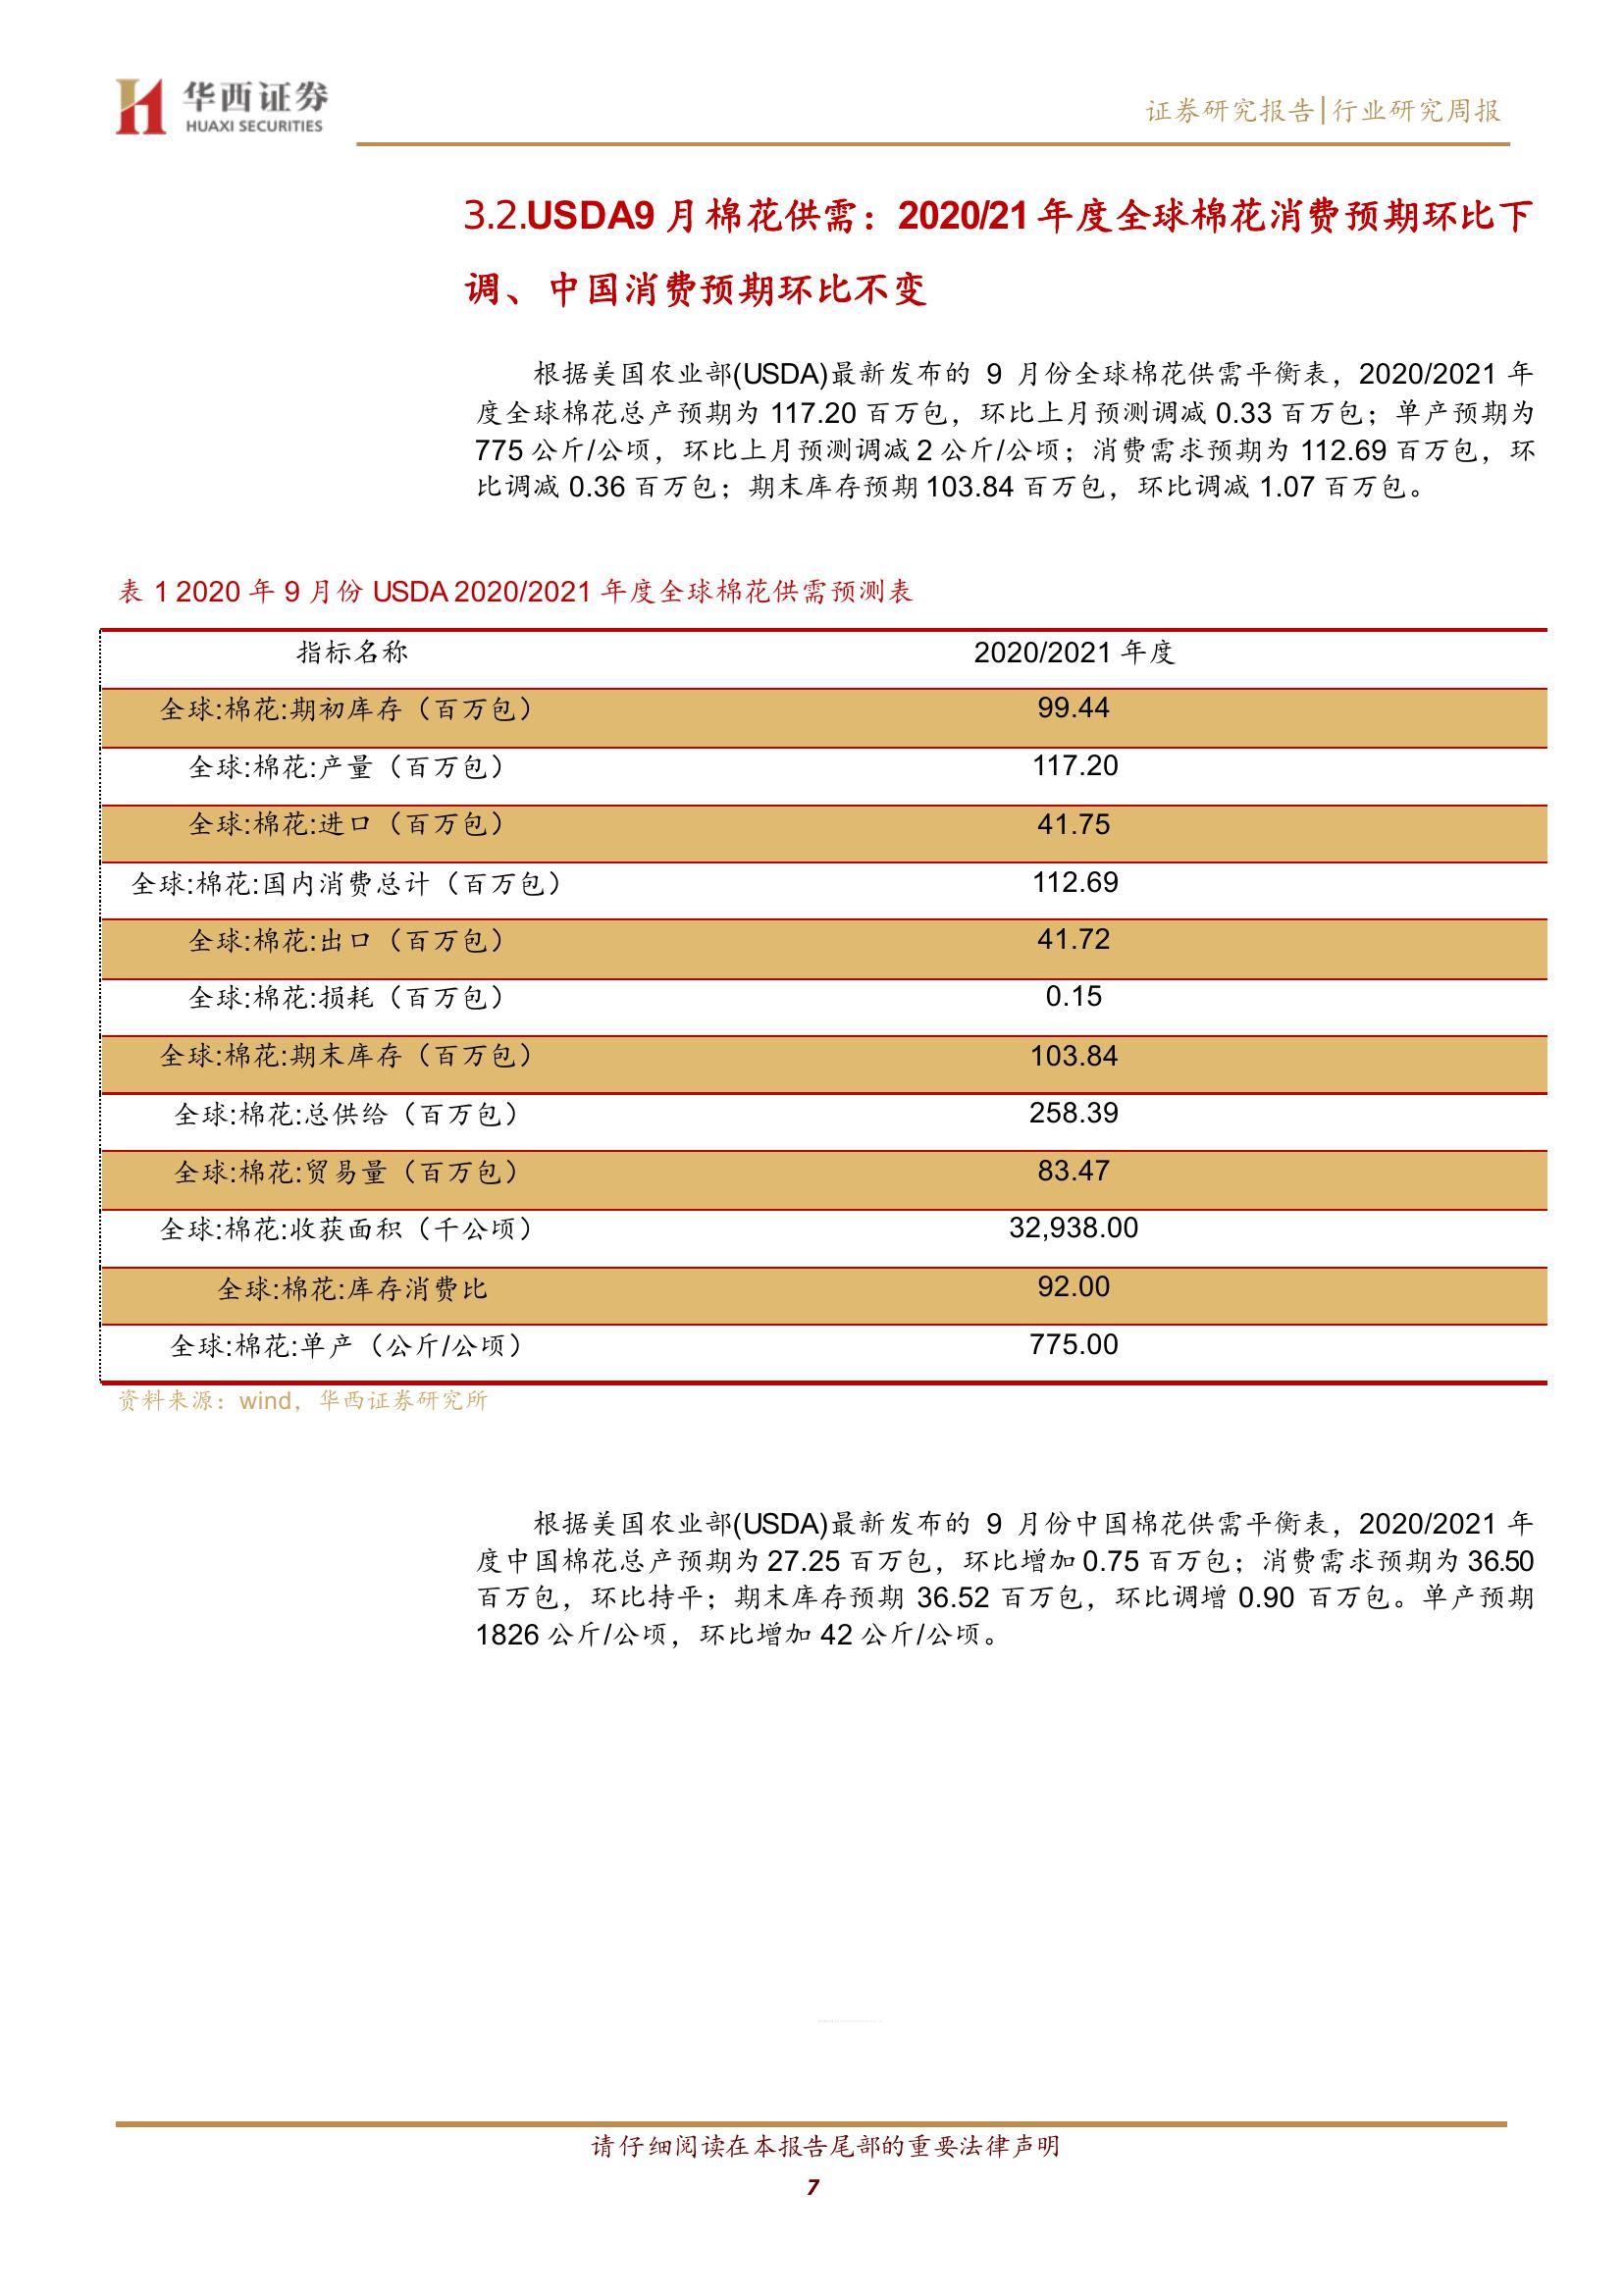 华西证券
HUAXI SECURITIES
证券研究报告|行业研究周报
3.2.USDA9 月棉花供需：2020/21 年度全球棉花消费预期环比下
调、中国消费预期环比不变
根据美国农业部(USDA)最新发布的 9 月份全球棉花供需平衡表，2020/2021 年
度全球棉花总产预期为 117.20 百万包，环比上月预测调减 0.33 百万包；单产预期为
775 公斤/公顷，环比上月预测调减 2 公斤/公顷；消费需求预期为 112.69 百万包，环
比调减 0.36 百万包；期末库存预期 103.84 百万包，环比调减 1.07 百万包。
表 1 2020 年 9 月份 USDA 2020/2021 年度全球棉花供需预测表
指标名称 2020/2021 年度
全球:棉花:期初库存（百万包） 99.44
全球:棉花:产量（百万包） 117.20
全球:棉花:进口（百万包） 41.75
全球:棉花:国内消费总计（百万包） 112.69
全球:棉花:出口（百万包） 41.72
全球:棉花:损耗（百万包） 0.15
全球:棉花:期末库存（百万包） 103.84
全球:棉花:总供给（百万包） 258.39
全球:棉花:贸易量（百万包） 83.47
全球:棉花:收获面积（千公顷） 32,938.00
全球:棉花:库存消费比 92.00
全球:棉花:单产（公斤/公顷） 775.00
资料来源：wind，华西证券研究所
根据美国农业部(USDA)最新发布的 9 月份中国棉花供需平衡表，2020/2021 年
度中国棉花总产预期为 27.25 百万包，环比增加 0.75 百万包；消费需求预期为 36.50
百万包，环比持平；期末库存预期 36.52 百万包，环比调增 0.90 百万包。单产预期
1826 公斤/公顷，环比增加 42 公斤/公顷。
请仔细阅读在本报告尾部的重要法律声明
7